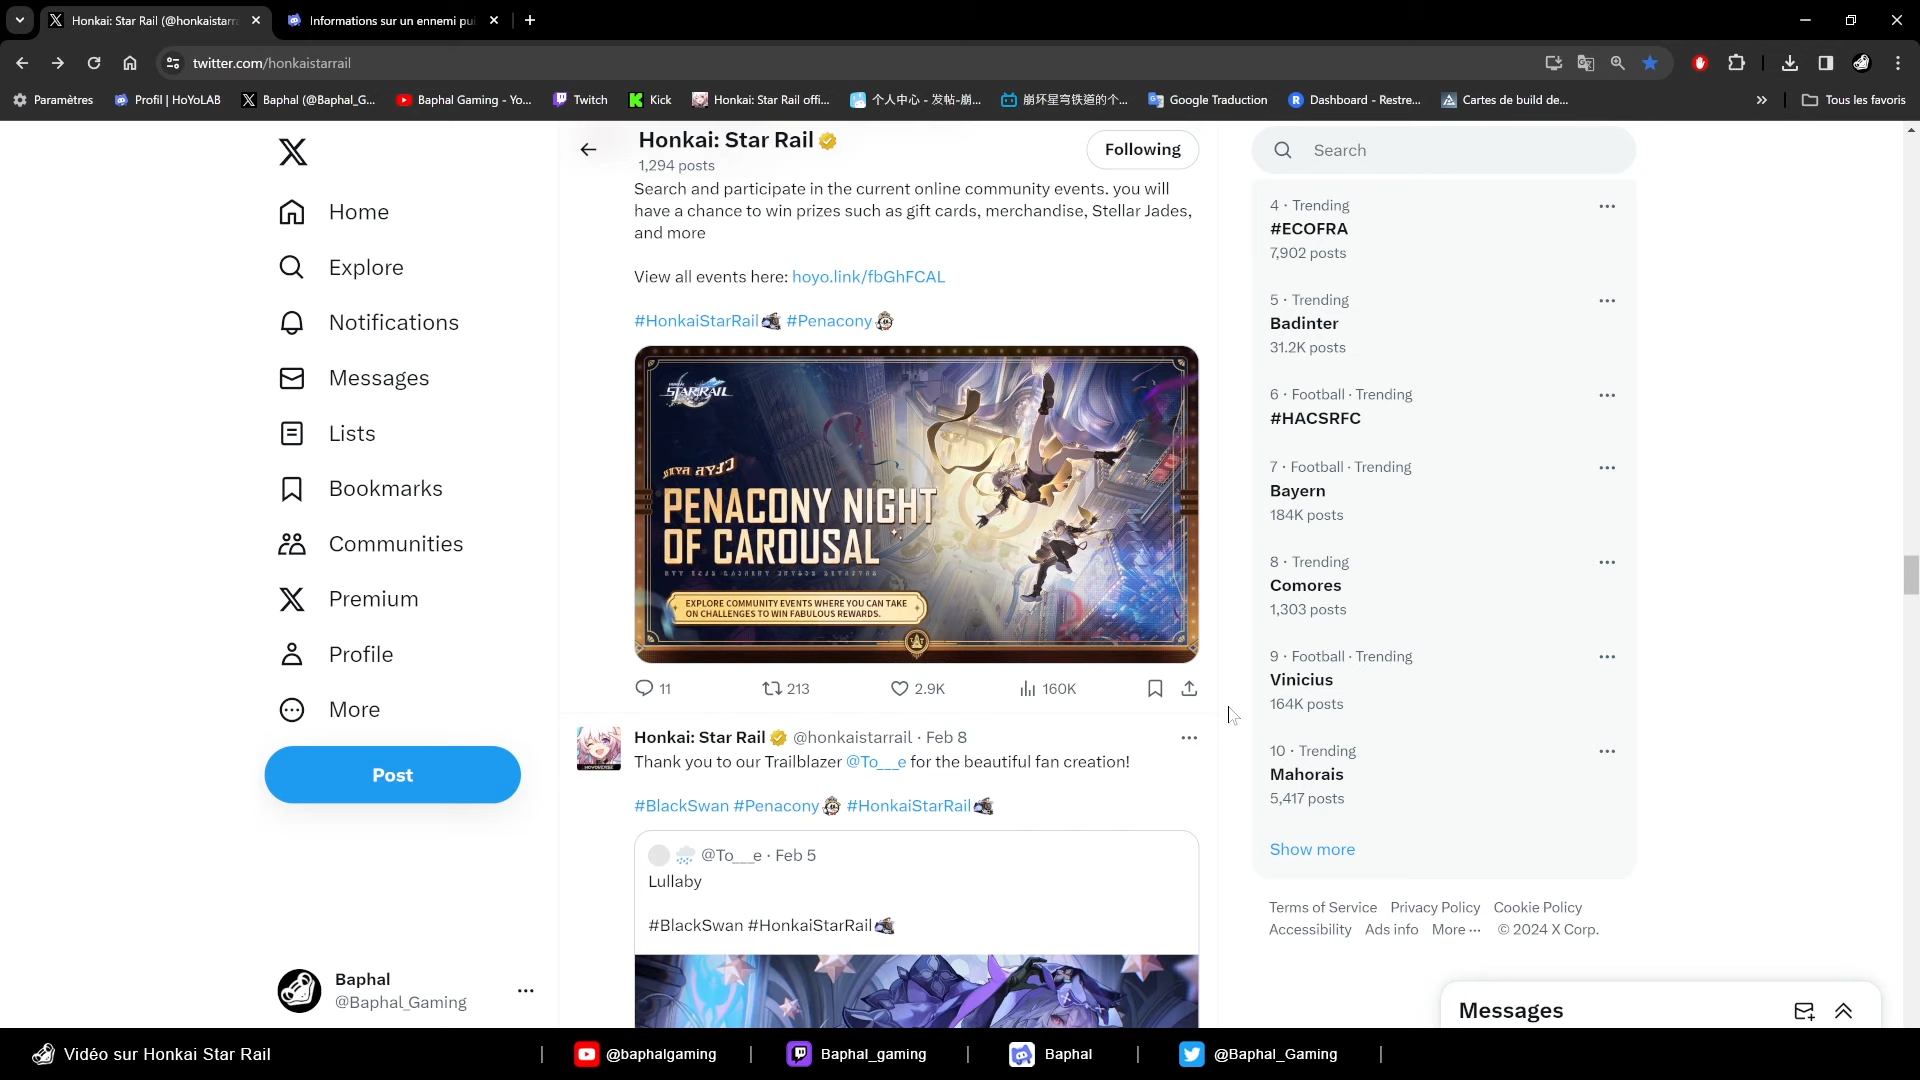 Honkai: Star Rail (@honkaistarra
Informations sur un ennemi pui
twitter.com/honkaistarrail
Paramètres
Profil | HoYoLAB
Baphal (@Baphal_G...
Baphal Gaming - Yo...
Twitch
Kick
Honkai: Star Rail offi...
个人中心 - 发帖-崩...
崩坏星穹铁道的个...
Google Traduction
Dashboard - Restre...
Cartes de build de...
Tous les favoris
Home
Explore
Notifications
Messages
Lists
Bookmarks
Communities
Premium
Profile
More
Post
Baphal
@Baphal_Gaming
Honkai: Star Rail
1,294 posts
Following
Search and participate in the current online community events. you will
have a chance to win prizes such as gift cards, merchandise, Stellar Jades,
and more
View all events here: hoyo.link/fbGhFCAL
#HonkaiStarRail #Penacony
HONKAI
STAR RAIL
PENACONY NIGHT
OF CAROUSAL
EXPLORE COMMUNITY EVENTS WHERE YOU CAN TAKE
ON CHALLENGES TO WIN FABULOUS REWARDS.
11
213
2.9K
160K
Honkai: Star Rail @honkaistarrail · Feb 8
Thank you to our Trailblazer @To___e for the beautiful fan creation!
#BlackSwan #Penacony #HonkaiStarRail
@To___e · Feb 5
Lullaby
#BlackSwan #HonkaiStarRail
Search
4 · Trending
#ECOFRA
7,902 posts
5 · Trending
Badinter
31.2K posts
6 · Football · Trending
#HACSRFC
7 · Football · Trending
Bayern
184K posts
8 · Trending
Comores
1,303 posts
9 · Football · Trending
Vinicius
164K posts
10 · Trending
Mahorais
5,417 posts
Show more
Terms of Service Privacy Policy Cookie Policy
Accessibility Ads info More ··· © 2024 X Corp.
Messages
Vidéo sur Honkai Star Rail
@baphalgaming
Baphal_gaming
Baphal
@Baphal_Gaming